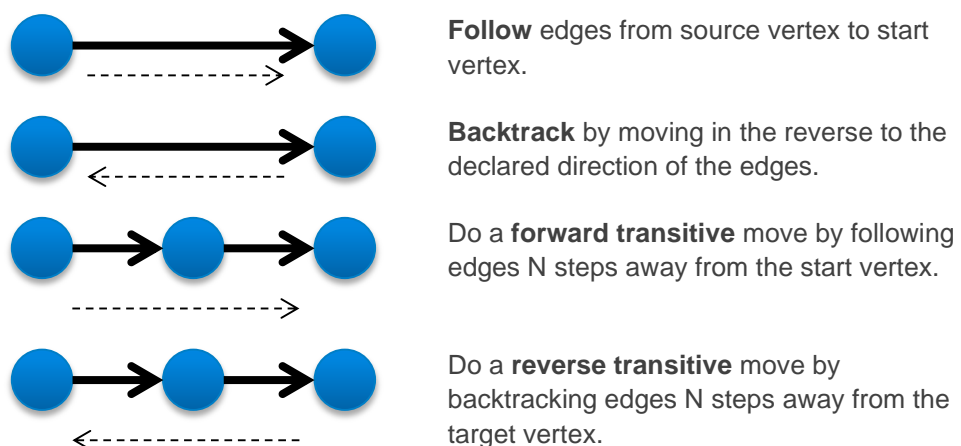 Follow edges from source vertex to start
vertex.
Backtrack by moving in the reverse to the
declared direction of the edges.
Do a forward transitive move by following
edges N steps away from the start vertex.
Do a reverse transitive move by
backtracking edges N steps away from the
target vertex.